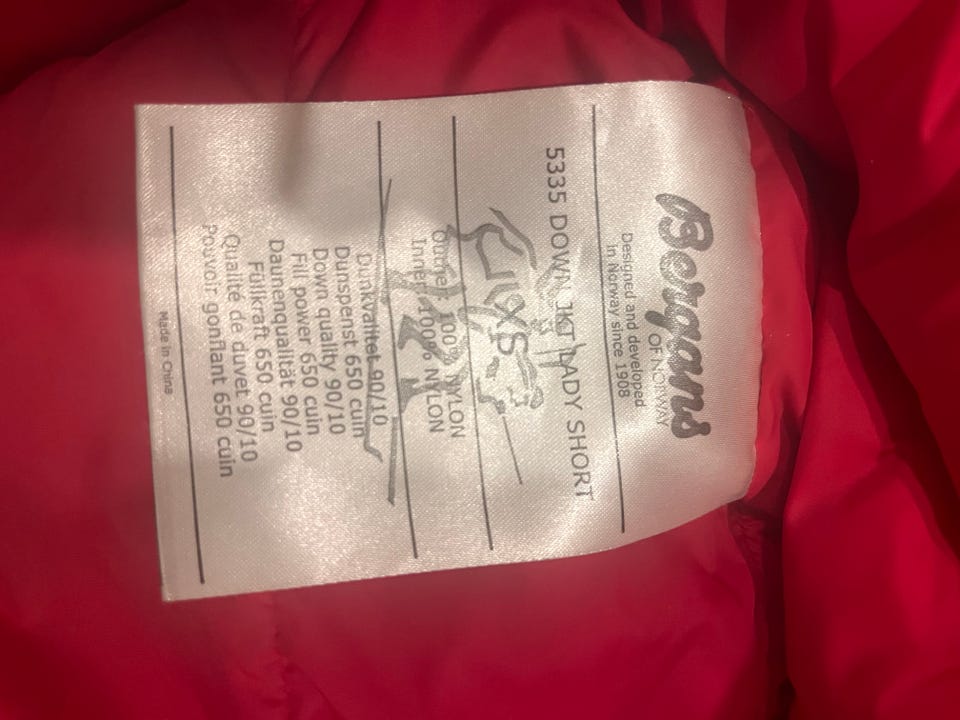 Bergans
OF NORWAY
Designed and developed
in Norway since 1908
5335 DOWN JKT LADY SHORT
100% NYLON
Inner: 100% NYLON
Dunkvalitet 90/10
Dunspenst 650 cuin
Down quality 90/10
Fill power 650 cuin
Daunenqualität 90/10
Füllkraft 650 cuin
Qualité de duvet 90/10
Pouvoir gonflant 650 cuin
Made in China